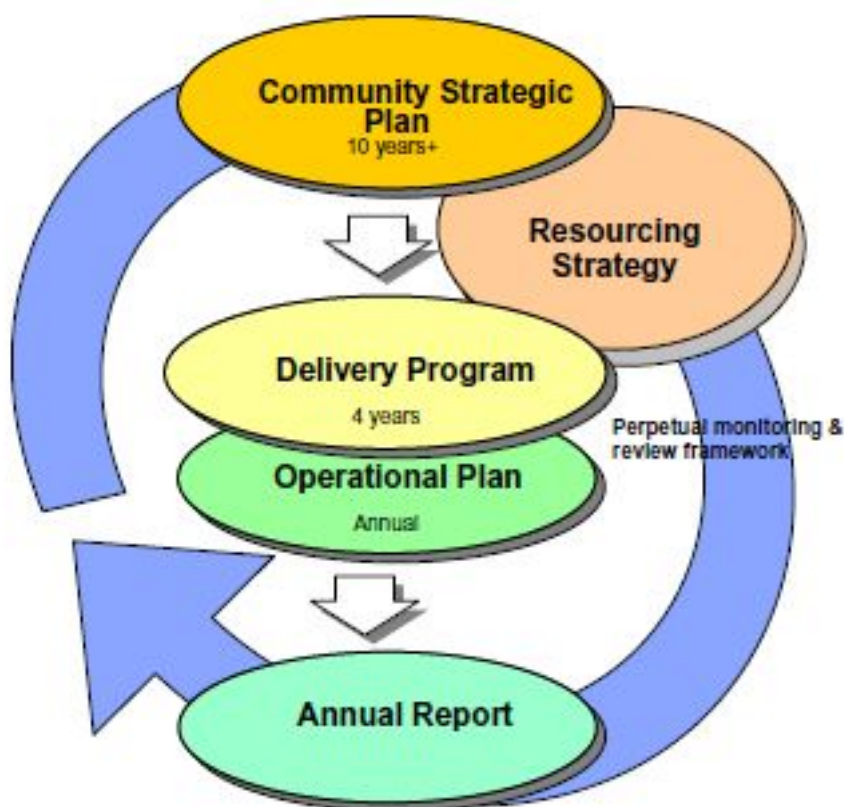 Community Strategic
Plan
10 years+
Resourcing
Strategy
Delivery Program
4 years
Perpetual monitoring &
review framework
Operational Plan
Annual
Annual Report